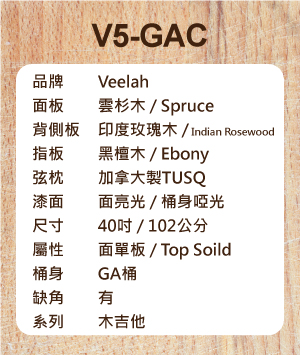 V5-GAC
品牌 Veelah
面板 雲杉木 / Spruce
背側板 印度玫瑰木 / Indian Rosewood
指板 黑檀木 / Ebony
弦枕 加拿大製TUSQ
漆面 面亮光 / 桶身啞光
尺寸 40吋 / 102公分
屬性 面單板 / Top Soild
桶身 GA桶
缺角 有
系列 木吉他